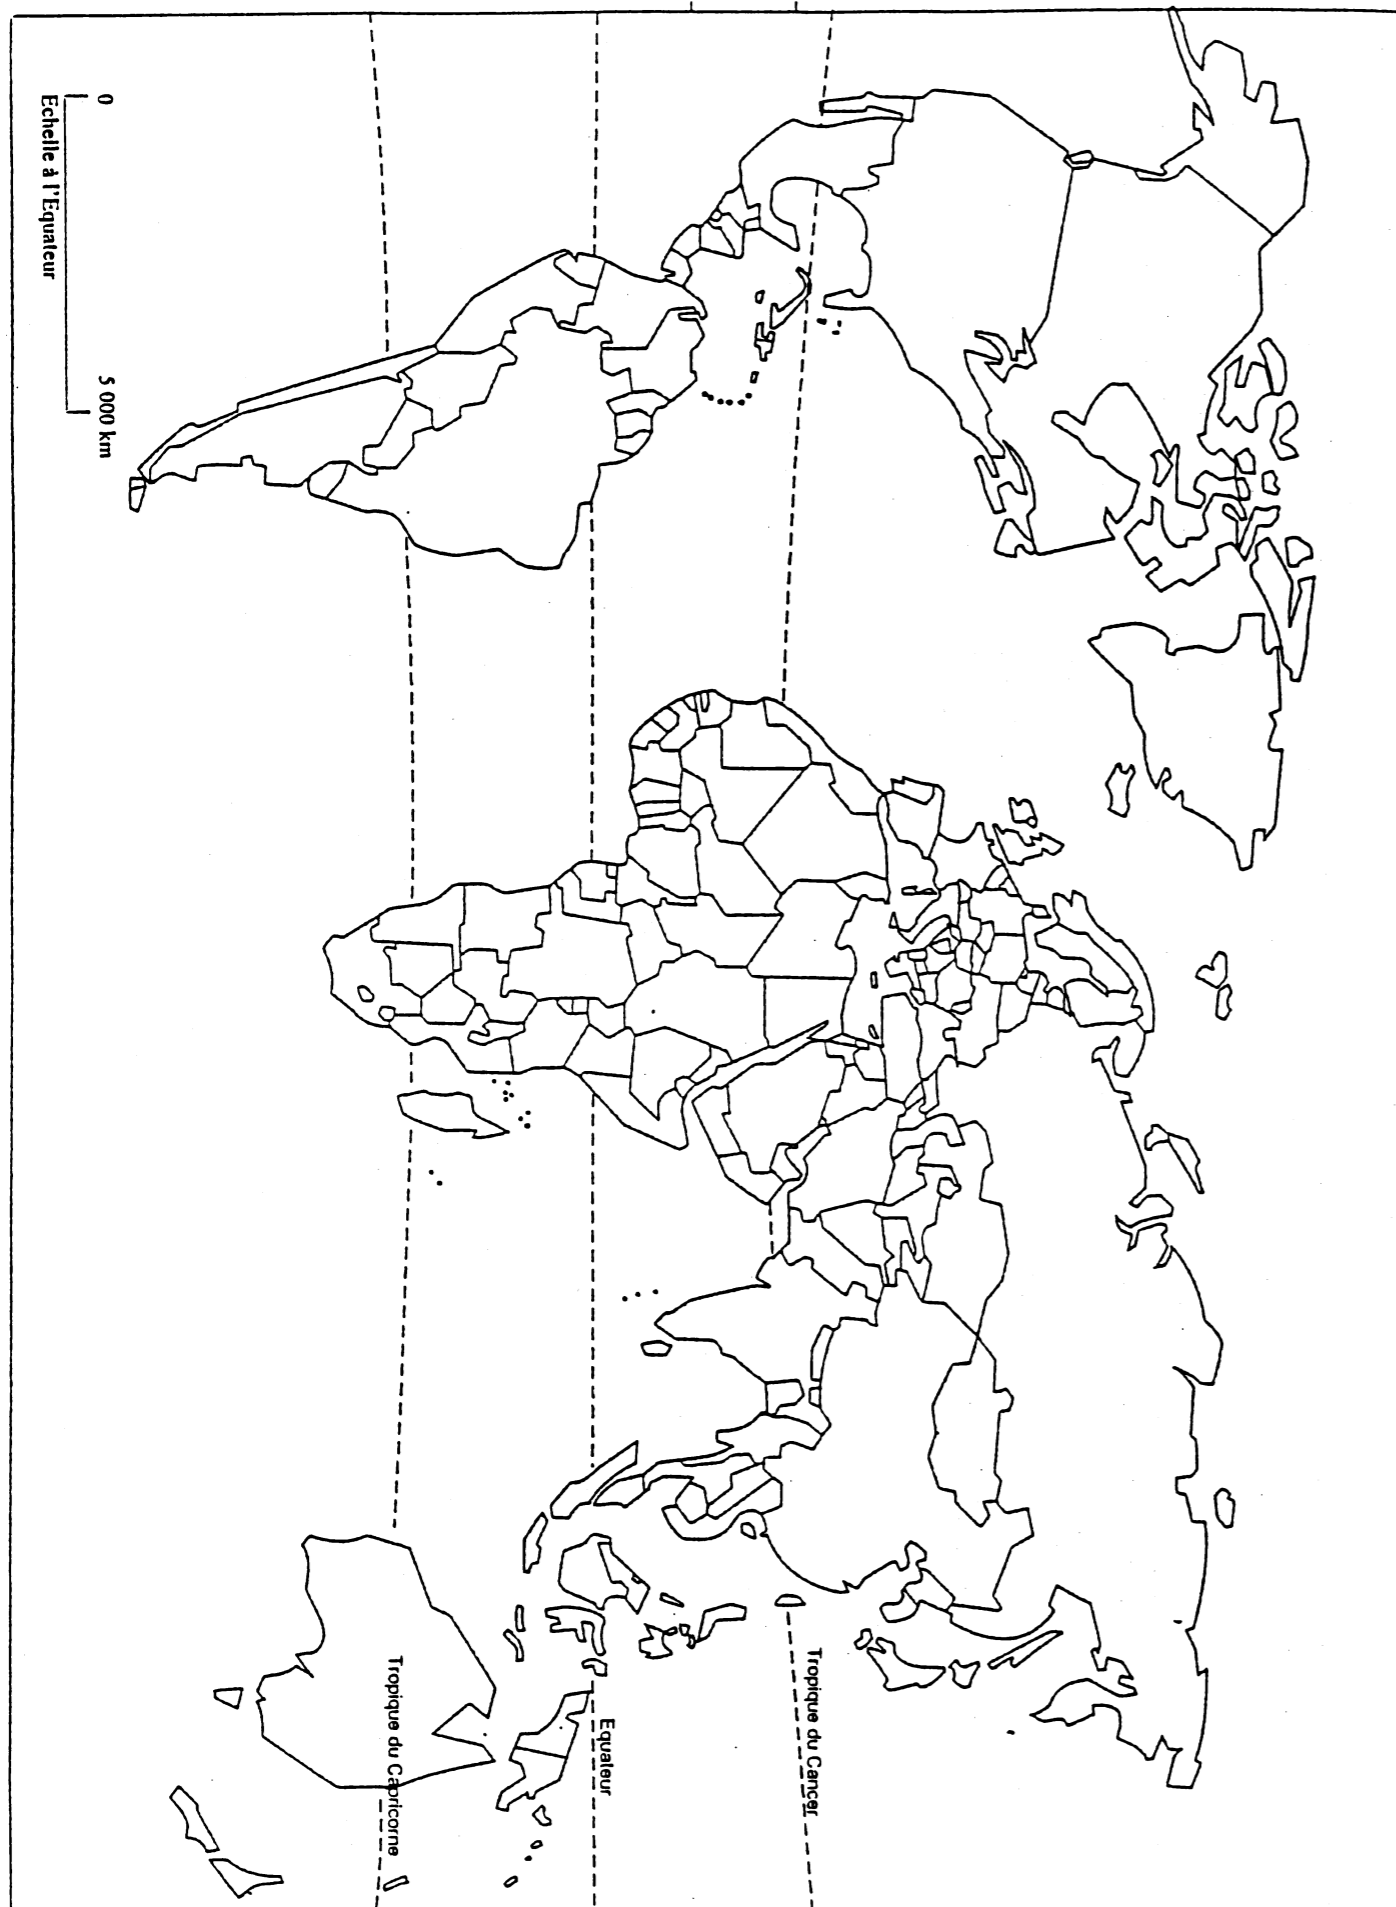 Tropique du Cancer
Equateur
Tropique du Capricorne
0
5 000 km
Echelle à l'Equateur